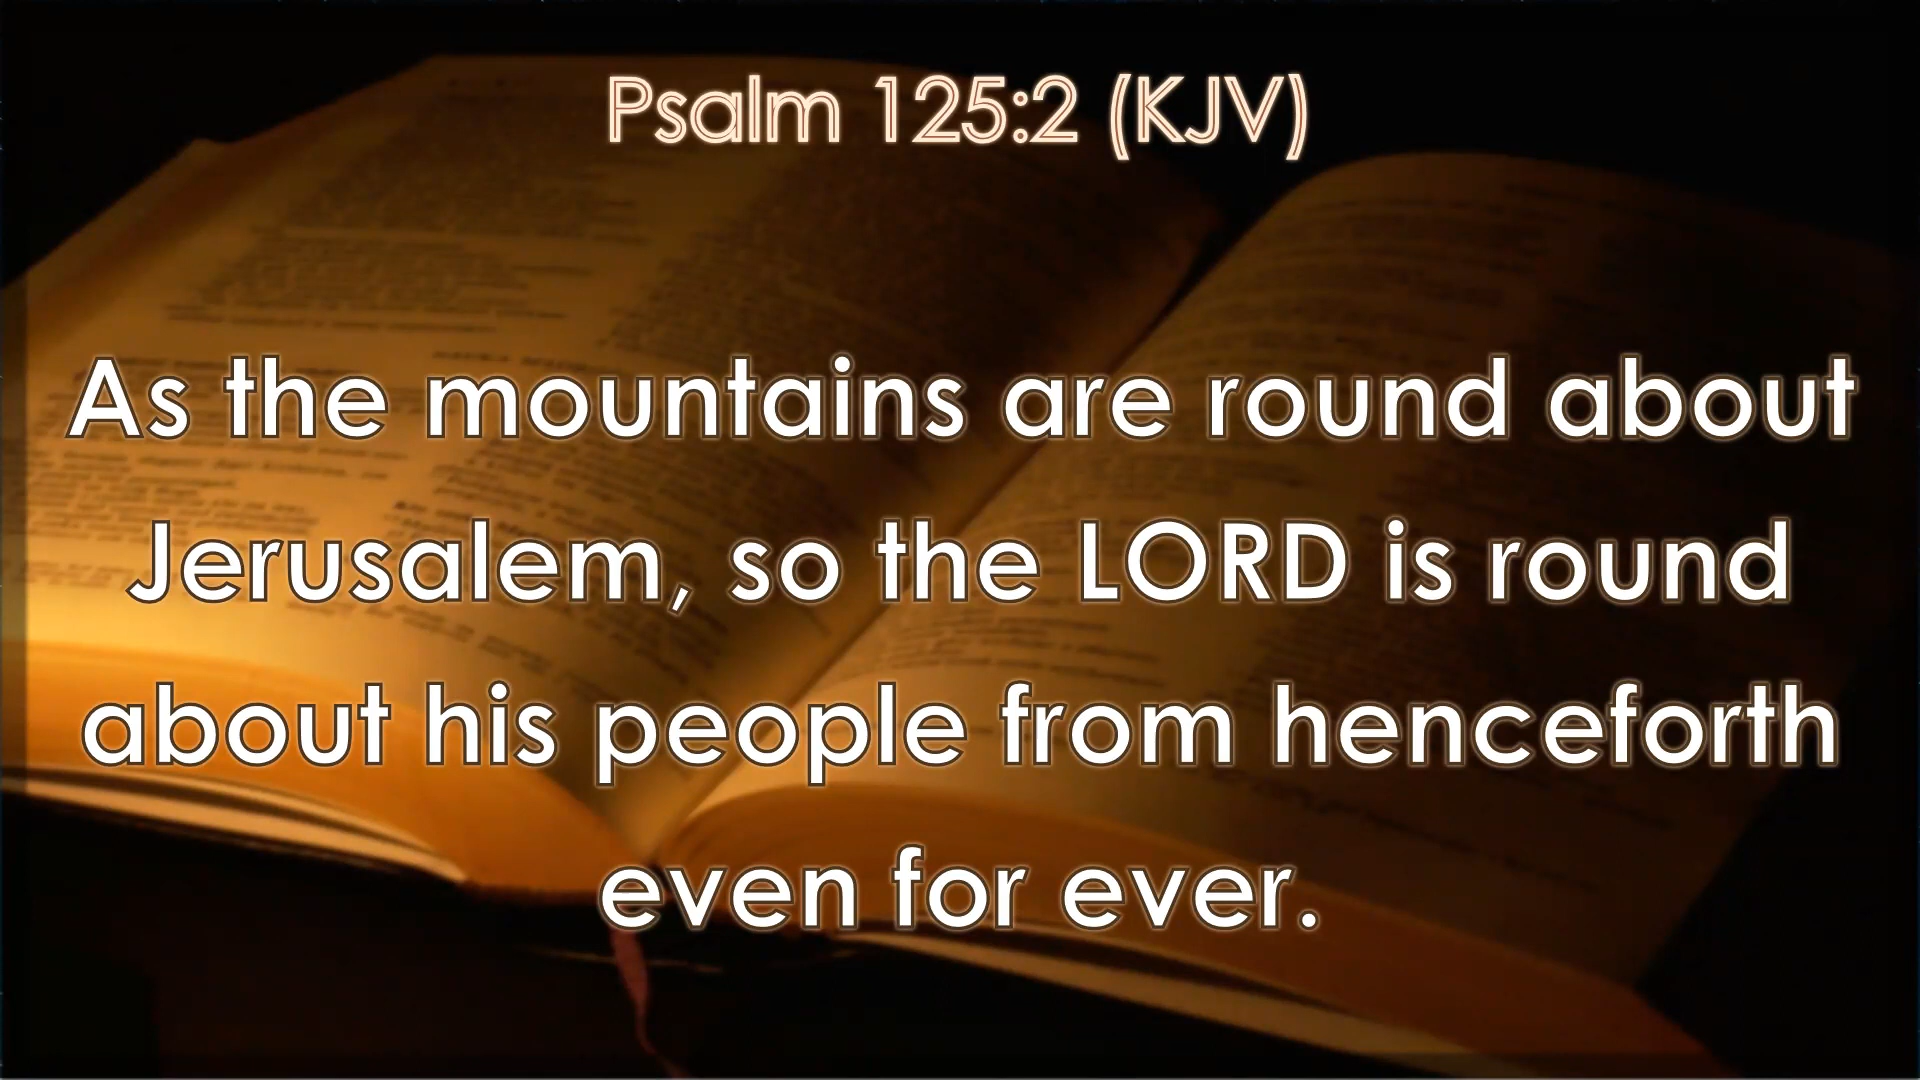 Psalm 125:2 (KJV)
As the mountains are round about
Jerusalem, so the LORD is round
about his people from henceforth
even for ever.